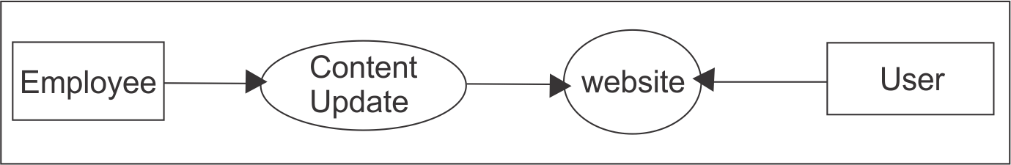 Employee
Content
Update
website
User